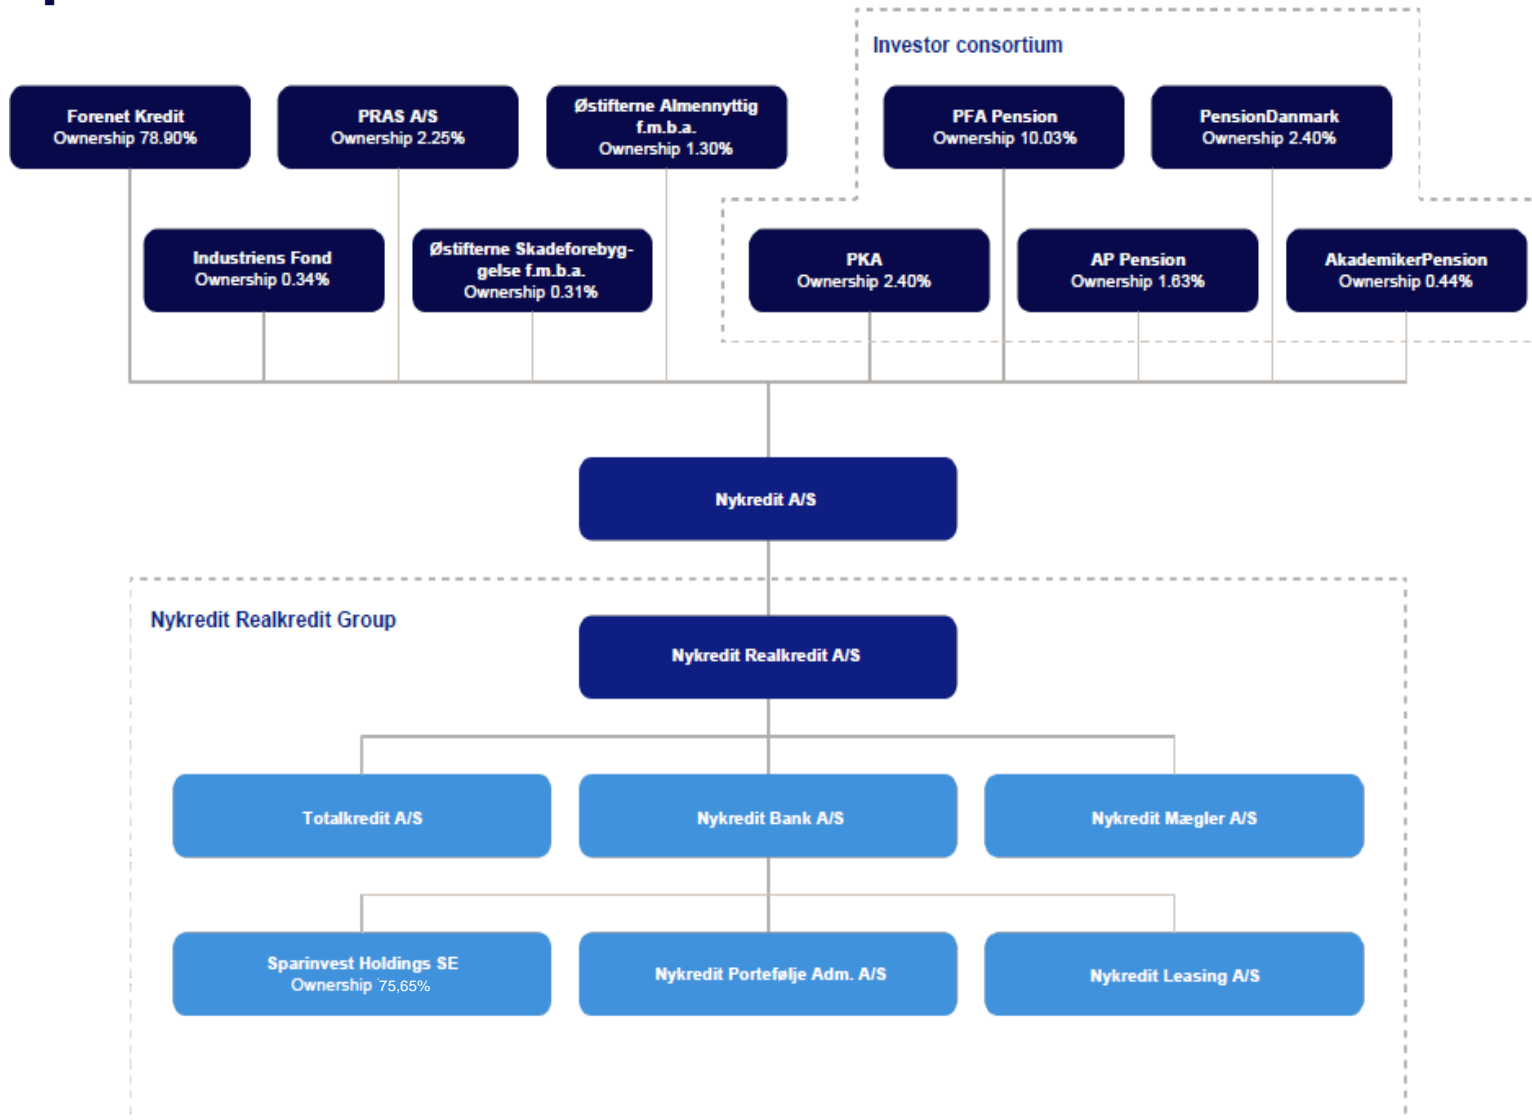 Investor consortium
Forenet Kredit
Ownership 78.90%
PRAS A/S
Ownership 2.25%
Østifterne Almennyttig
f.m.b.a.
Ownership 1.30%
PFA Pension
Ownership 10.03%
PensionDanmark
Ownership 2.40%
Industriens Fond
Ownership 0.34%
Østifterne Skadeforebyg-
gelse f.m.b.a.
Ownership 0.31%
PKA
Ownership 2.40%
AP Pension
Ownership 1.63%
AkademikerPension
Ownership 0.44%
Nykredit A/S
Nykredit Realkredit Group
Nykredit Realkredit A/S
Totalkredit A/S
Nykredit Bank A/S
Nykredit Mægler A/S
Sparinvest Holdings SE
Ownership 75,65%
Nykredit Portefølje Adm. A/S
Nykredit Leasing A/S